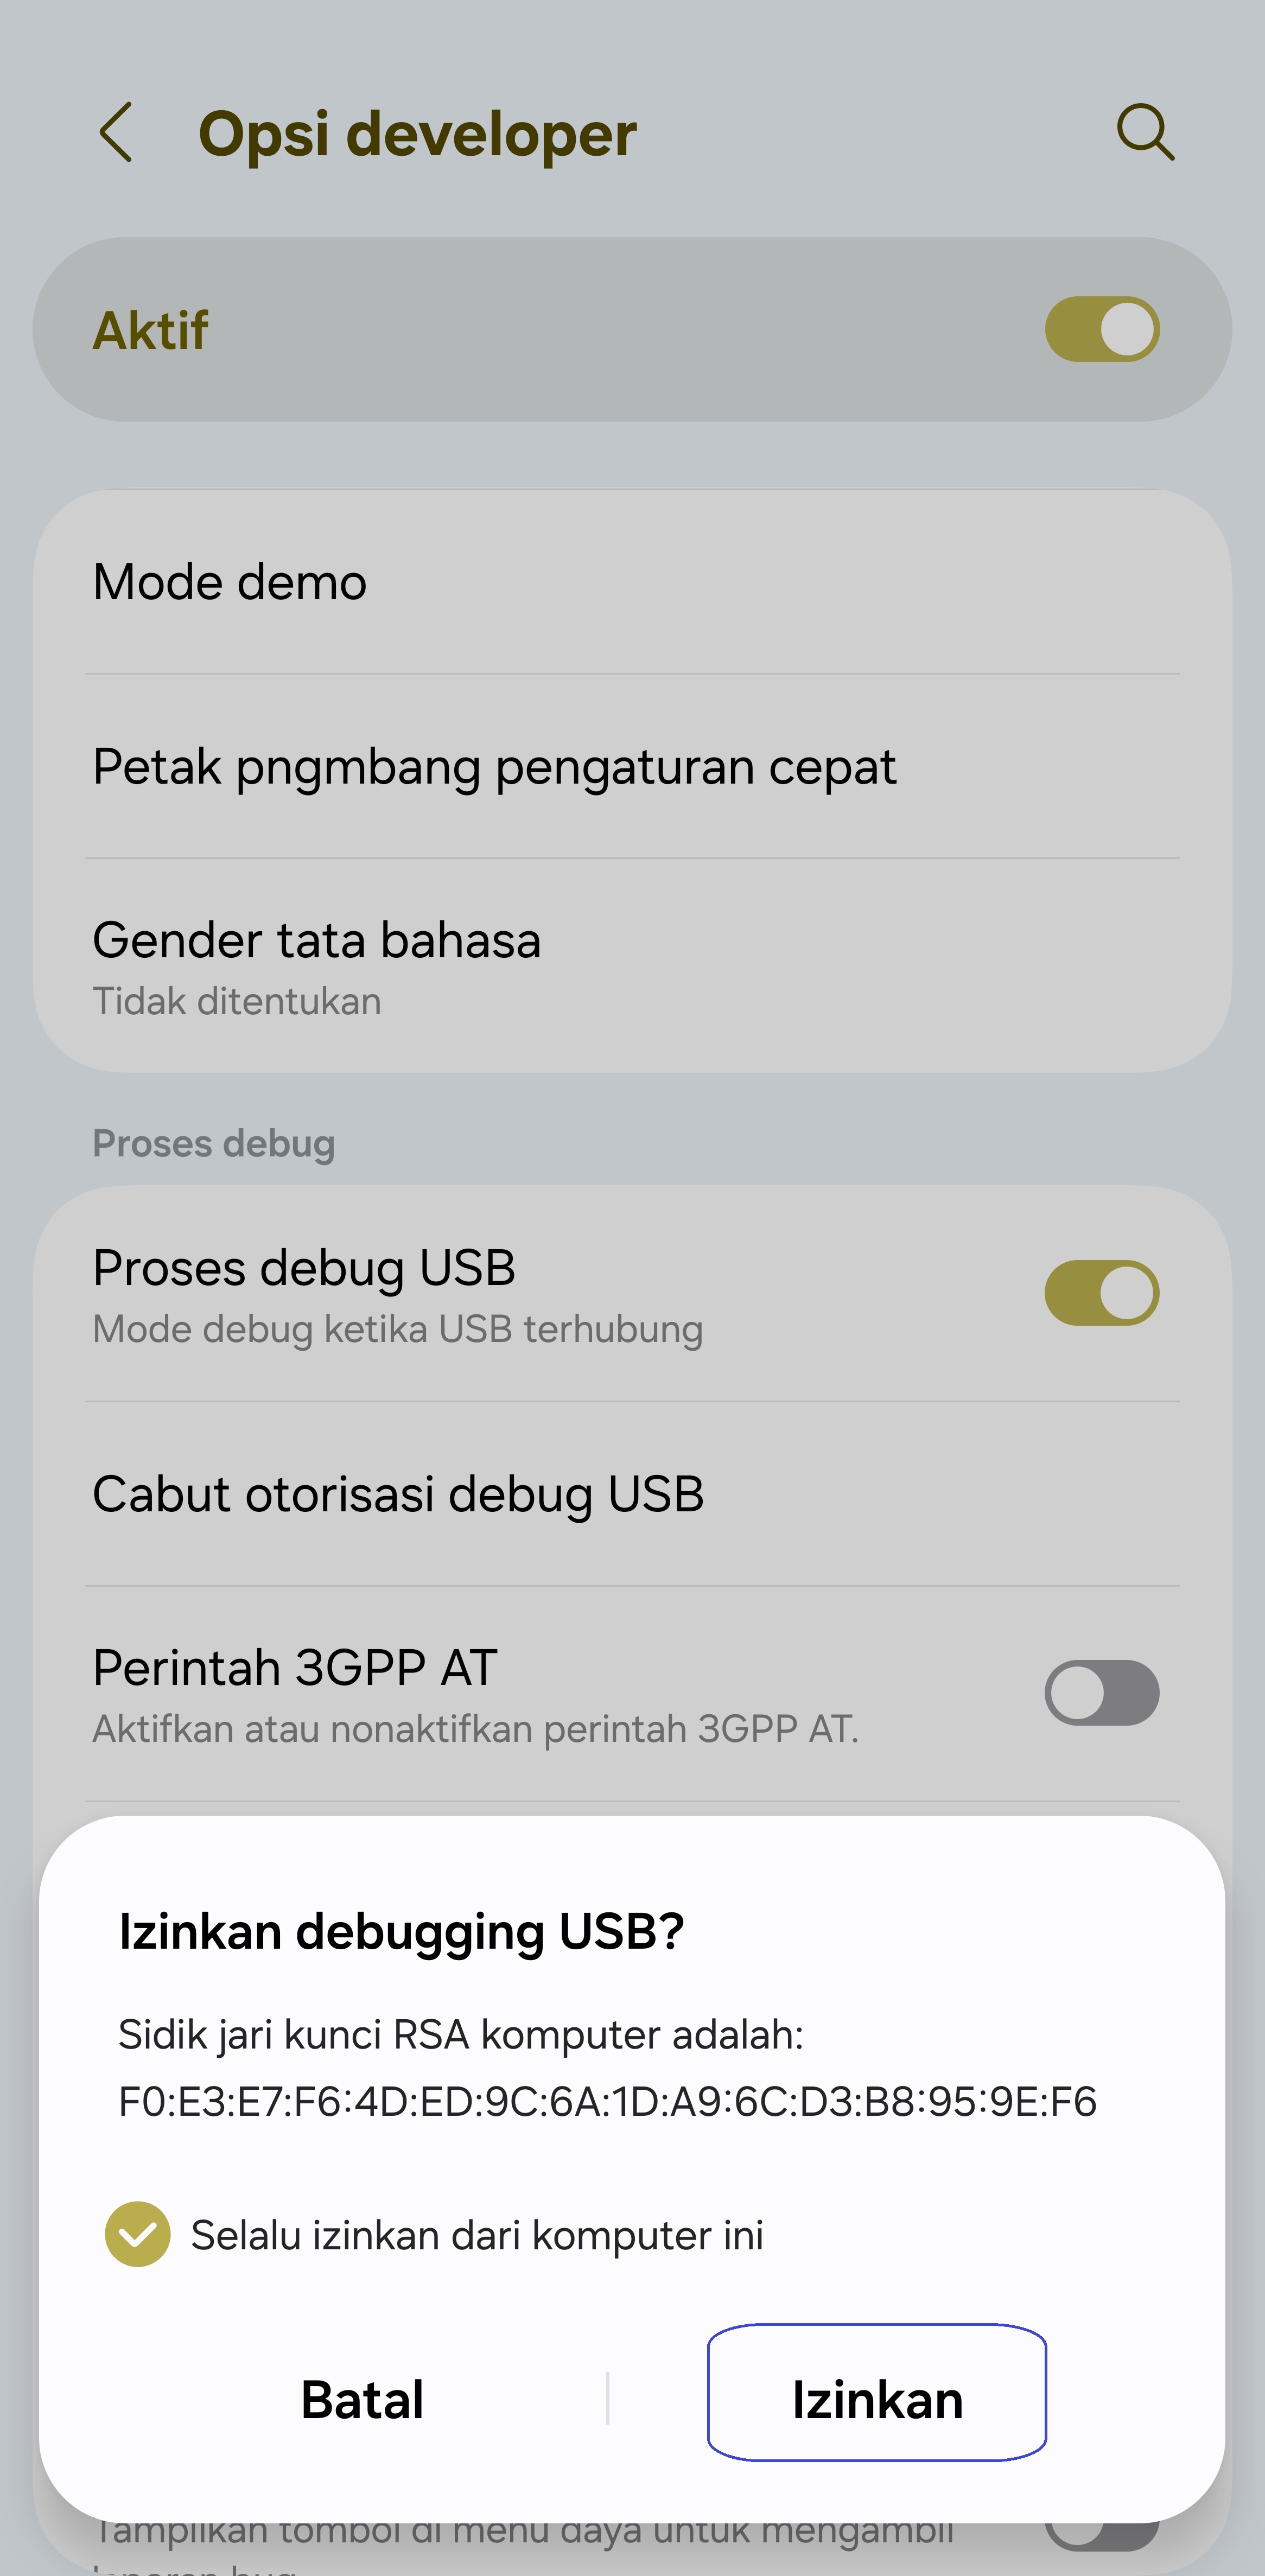 Opsi developer
Aktif
Mode demo
Petak pngmbang pengaturan cepat
Gender tata bahasa
Tidak ditentukan
Proses debug
Proses debug USB
Mode debug ketika USB terhubung
Cabut otorisasi debug USB
Perintah 3GPP AT
Aktifkan atau nonaktifkan perintah 3GPP AT.
Izinkan debugging USB?
Sidik jari kunci RSA komputer adalah:
F0:E3:E7:F6:4D:ED:9C:6A:1D:A9:6C:D3:B8:95:9E:F6
Selalu izinkan dari komputer ini
Batal
Izinkan
Tampilkan tombol di menu daya untuk mengambil